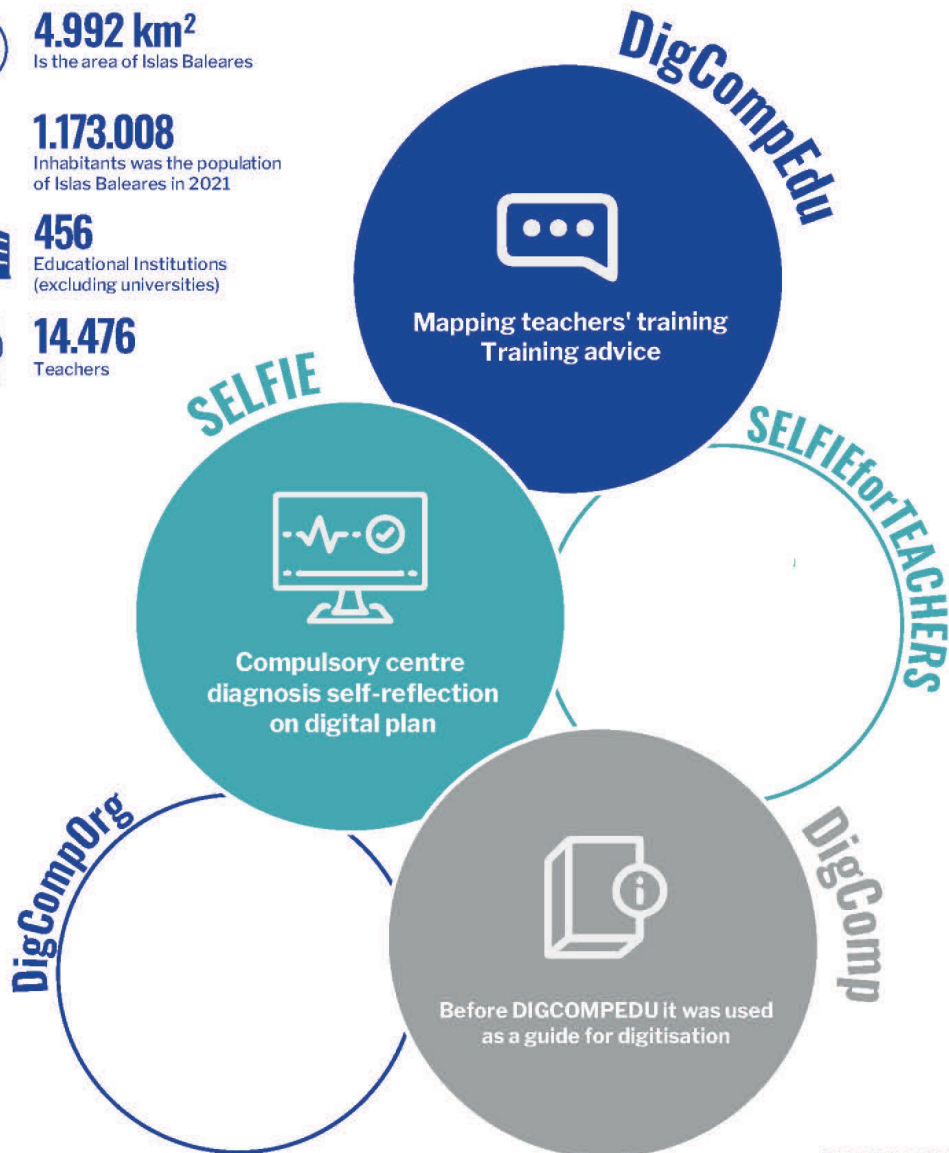 4.992 km²
Is the area of Islas Baleares
1.173.008
Inhabitants was the population
of Islas Baleares in 2021
456
Educational Institutions
(excluding universities)
14.476
Teachers
DigCompEdu
Mapping teachers' training
Training advice
SELFIE
Compulsory centre
diagnosis self-reflection
on digital plan
SELFIEforTEACHERS
DigCompOrg
DigComp
Before DIGCOMPEDU it was used
as a guide for digitisation